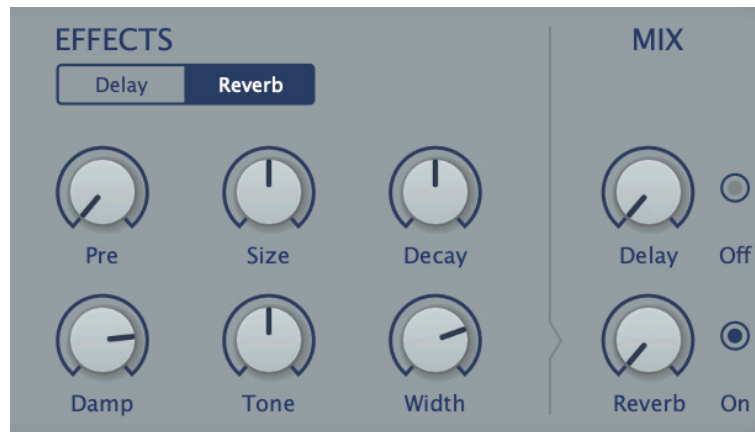 EFFECTS
MIX
Delay Reverb
Pre Size Decay Delay Off
Damp Tone Width Reverb On